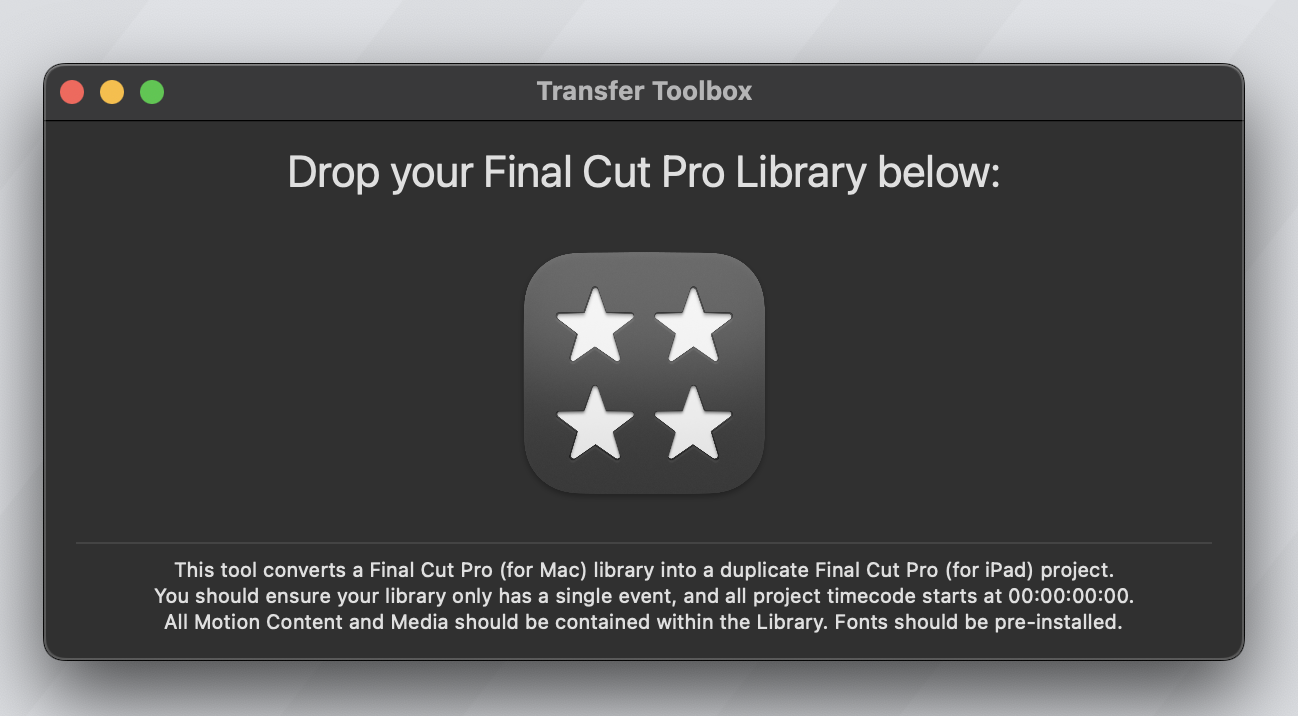 Transfer Toolbox
Drop your Final Cut Pro Library below:
This tool converts a Final Cut Pro (for Mac) library into a duplicate Final Cut Pro (for iPad) project.
You should ensure your library only has a single event, and all project timecode starts at 00:00:00:00.
All Motion Content and Media should be contained within the Library. Fonts should be pre-installed.